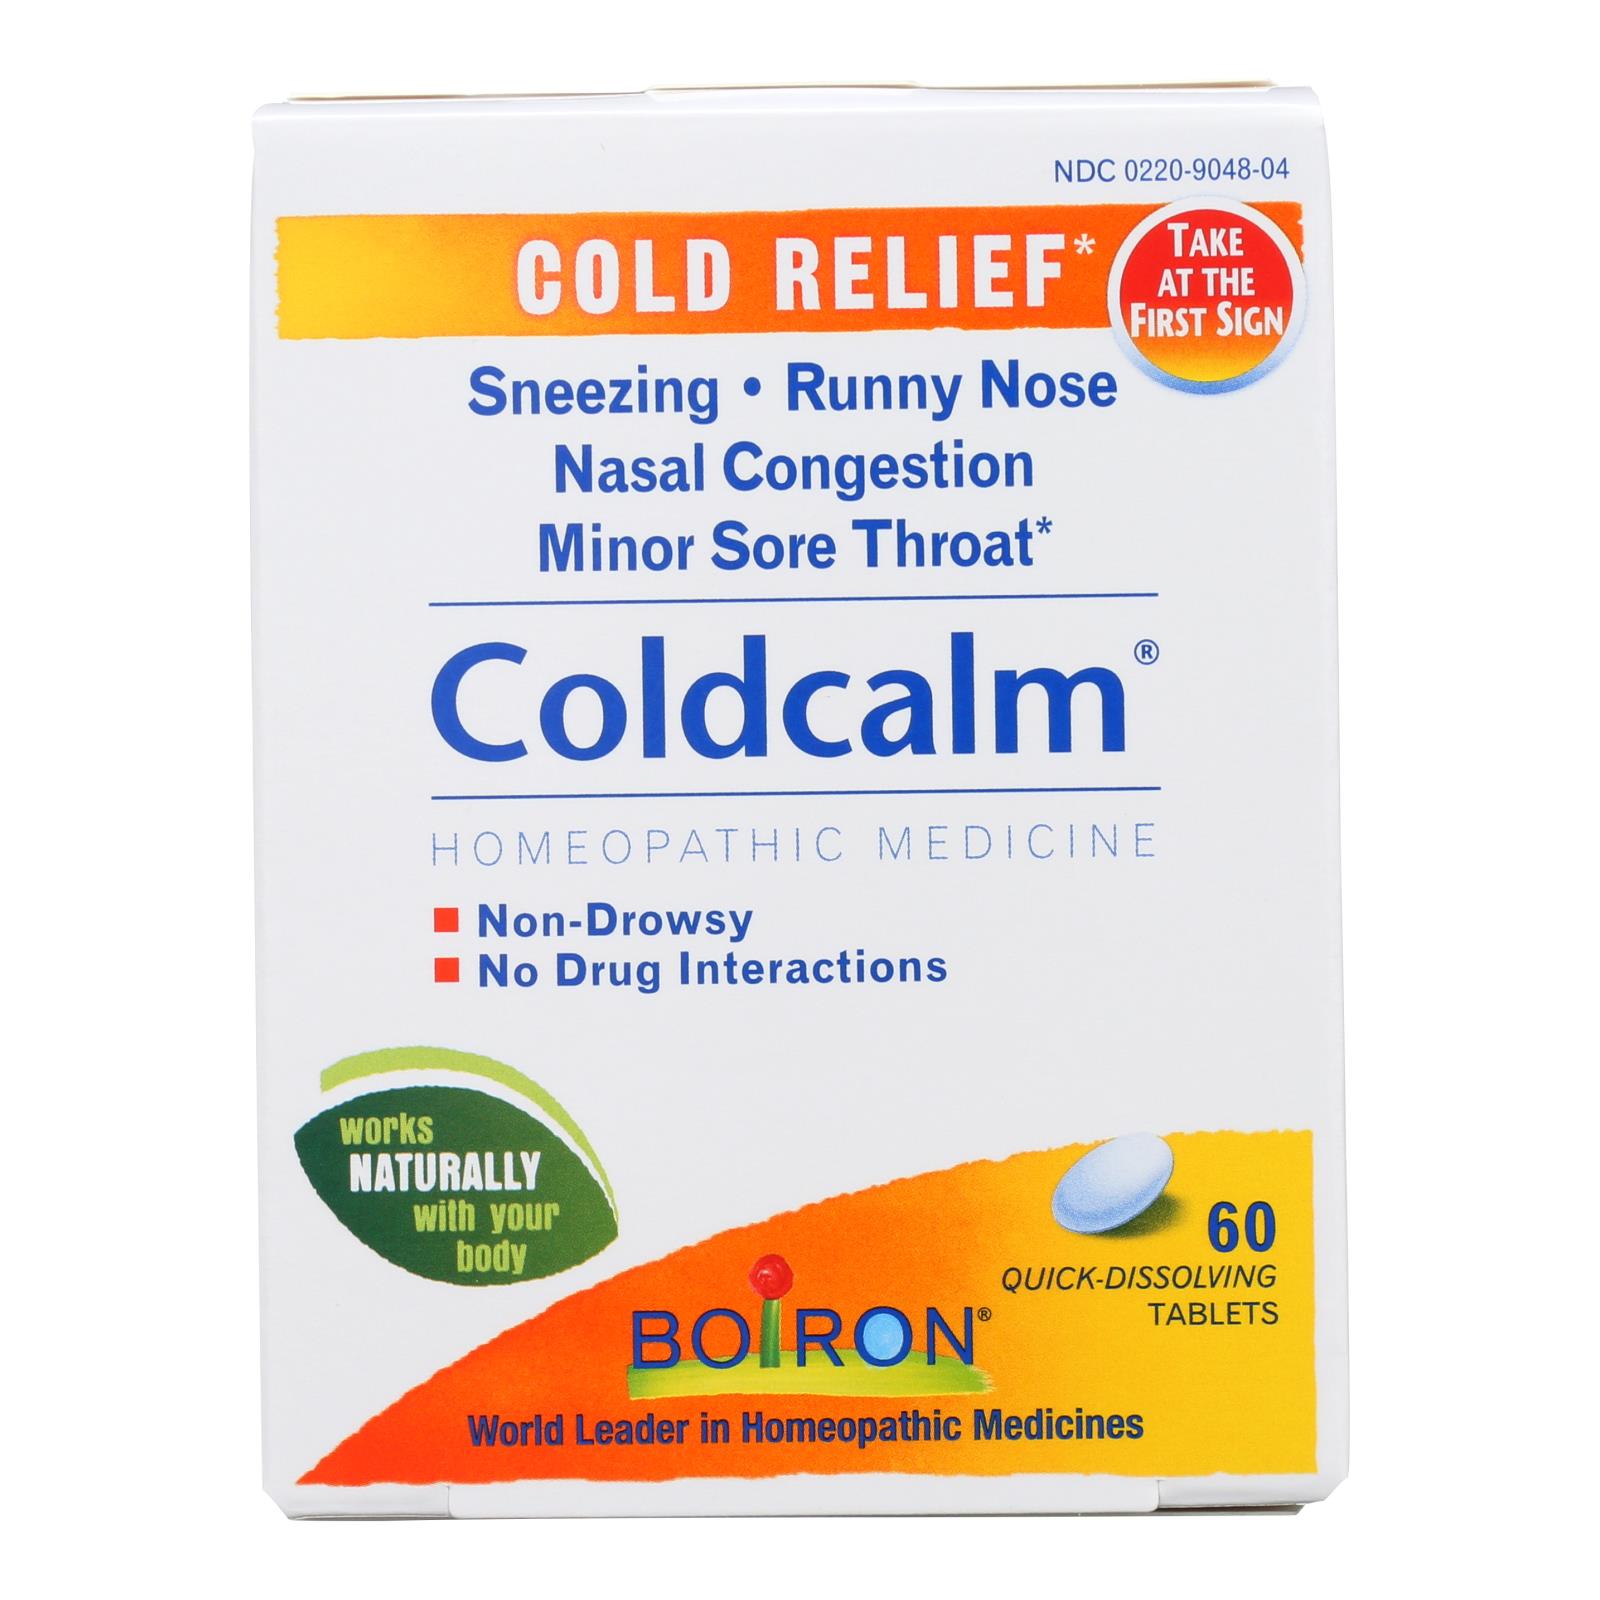 NDC 0220-9048-04
COLD RELIEF*
TAKE
AT THE
FIRST SIGN
Sneezing • Runny Nose
Nasal Congestion
Minor Sore Throat*
Coldcalm®
HOMEOPATHIC MEDICINE
Non-Drowsy
No Drug Interactions
works
NATURALLY
with your
body
60
QUICK-DISSOLVING
TABLETS
BOIRON®
World Leader in Homeopathic Medicines